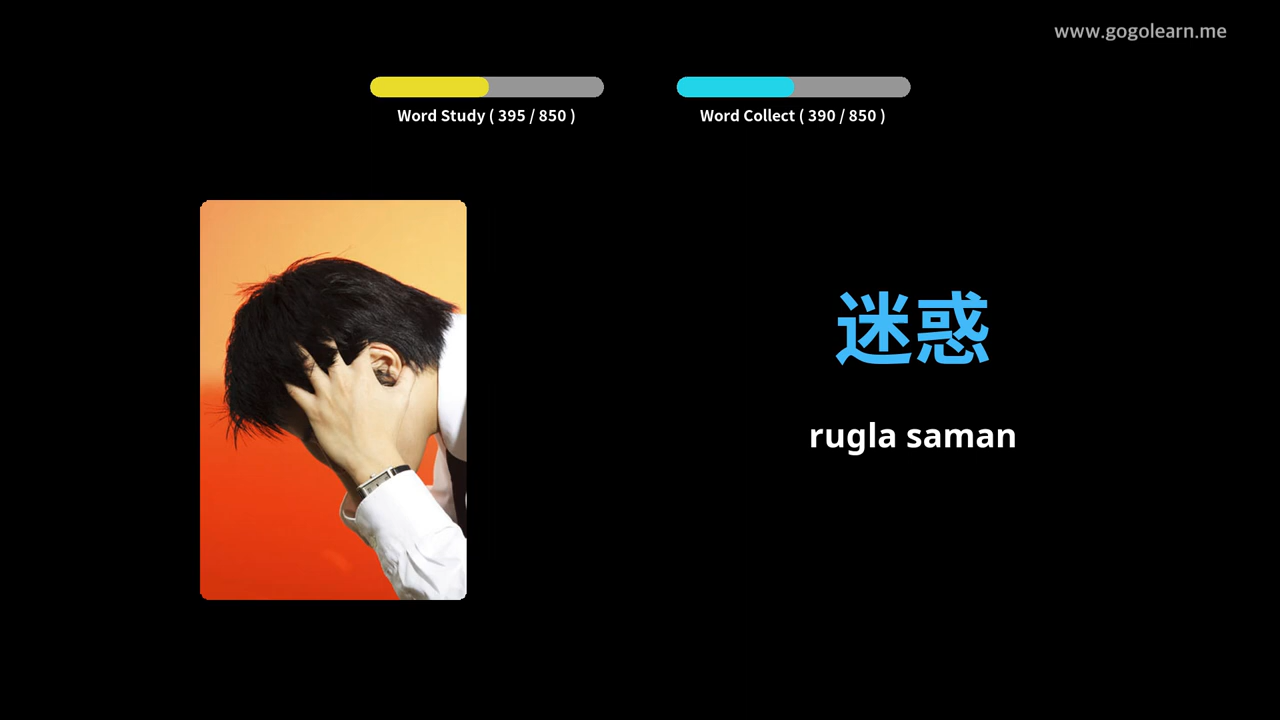 www.gogolearn.me
Word Study ( 395 / 850 )
Word Collect ( 390 / 850 )
迷惑
rugla saman